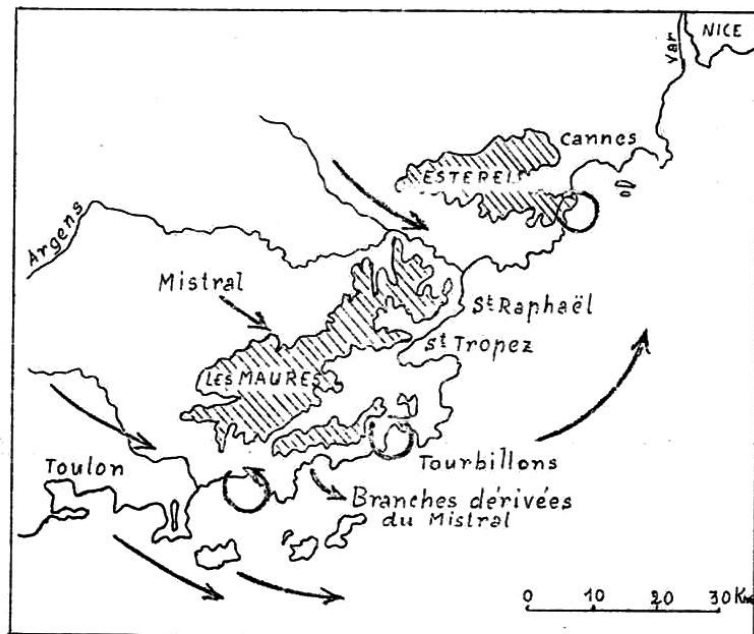 NICE
Var
Cannes
ESTEREL
Argens
Mistral
St Raphaël
St Tropez
LES MAURES
Toulon
Tourbillons
Branches dérivées
du Mistral
0 10 20 30 Km